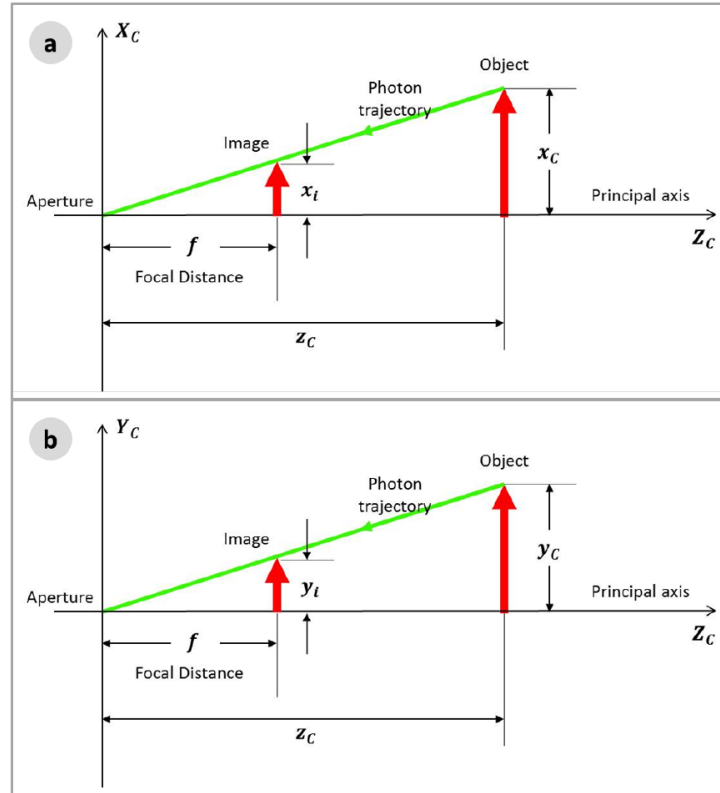 a
X_C
Object
Photon
trajectory
Image
x_i
x_C
Aperture
Principal axis
f
Z_C
Focal Distance
z_C
b
Y_C
Object
Photon
trajectory
Image
y_i
y_C
Aperture
Principal axis
f
Z_C
Focal Distance
z_C